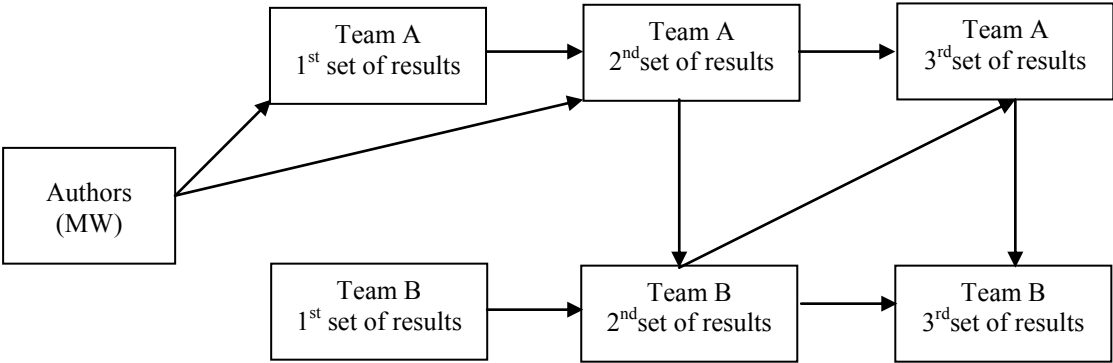 Team A
1st set of results
Team A
2nd set of results
Team A
3rd set of results
Authors
(MW)
Team B
1st set of results
Team B
2nd set of results
Team B
3rd set of results